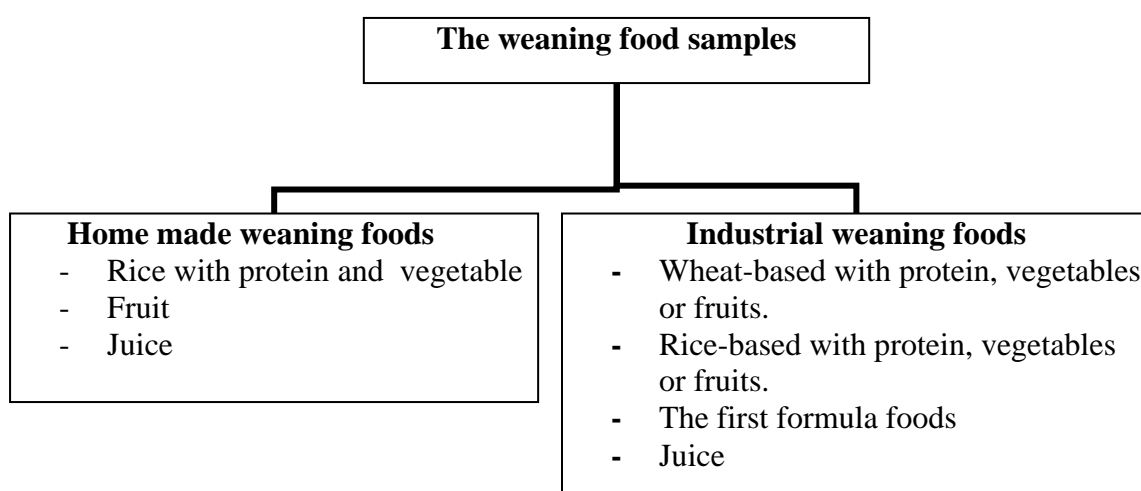 The weaning food samples
Home made weaning foods
- Rice with protein and vegetable
- Fruit
- Juice
Industrial weaning foods
- Wheat-based with protein, vegetables
or fruits.
- Rice-based with protein, vegetables
or fruits.
- The first formula foods
- Juice